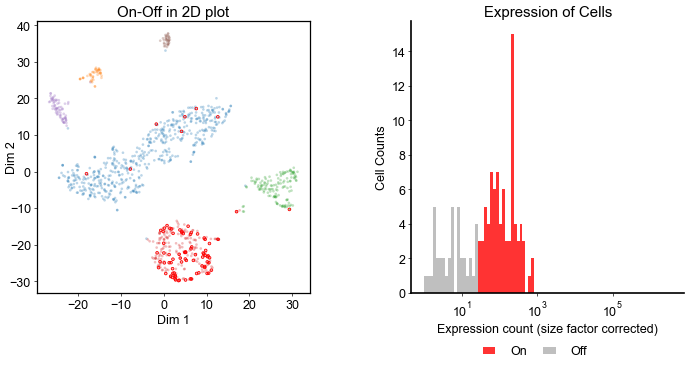 On-Off in 2D plot
40
30
20
10
0
−10
−20
−30
Dim 2
−20 −10 0 10 20 30
Dim 1
Expression of Cells
14
12
10
8
6
4
2
0
Cell Counts
10^1 10^3 10^5
Expression count (size factor corrected)
On Off